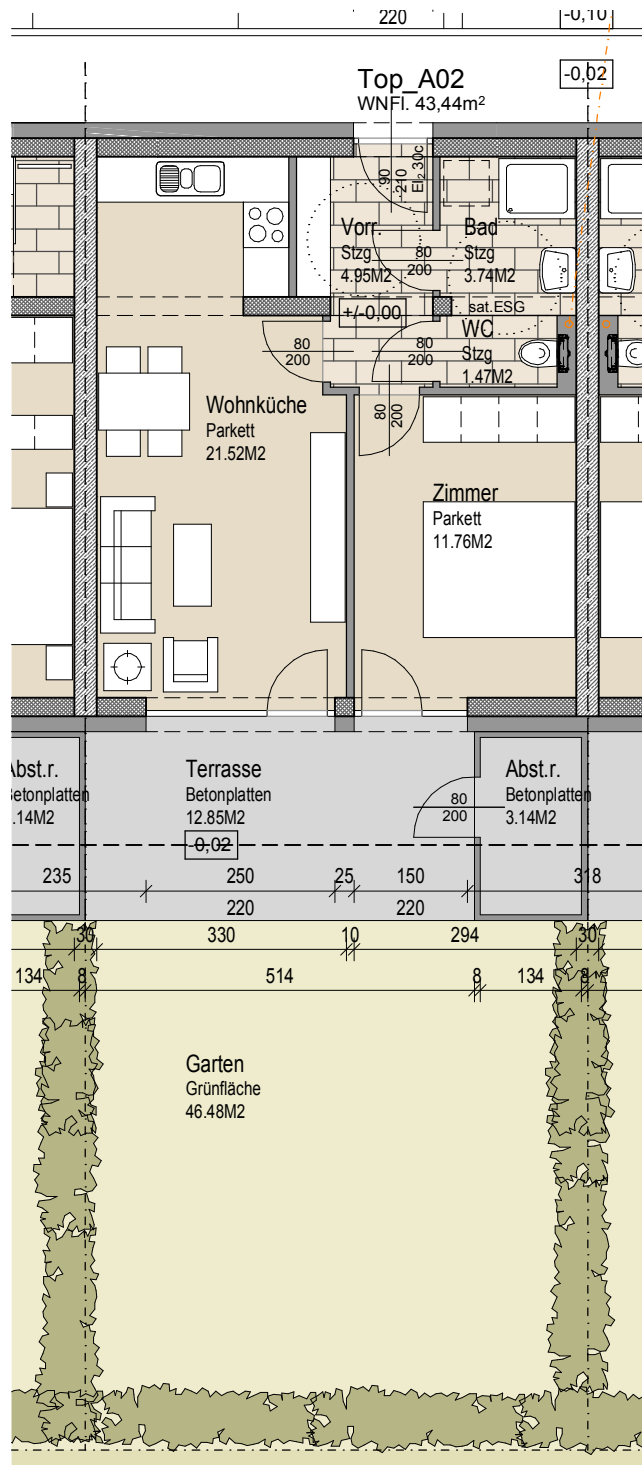 220
-0,10
Top_A02
WNFl. 43,44m²
-0,02
90
210
EI₂ 30c
Vorr.
Stzg
4.95M2
80
200
Bad
Stzg
3.74M2
+/-0,00
sat.ESG
WC
Stzg
1.47M2
80
200
80
200
80
200
Wohnküche
Parkett
21.52M2
Zimmer
Parkett
11.76M2
Abst.r.
Betonplatten
.14M2
Terrasse
Betonplatten
12.85M2
-0,02
80
200
Abst.r.
Betonplatten
3.14M2
235 250 25 150 318
220 220
30 330 10 294 30
134 8 514 8 134 8
Garten
Grünfläche
46.48M2